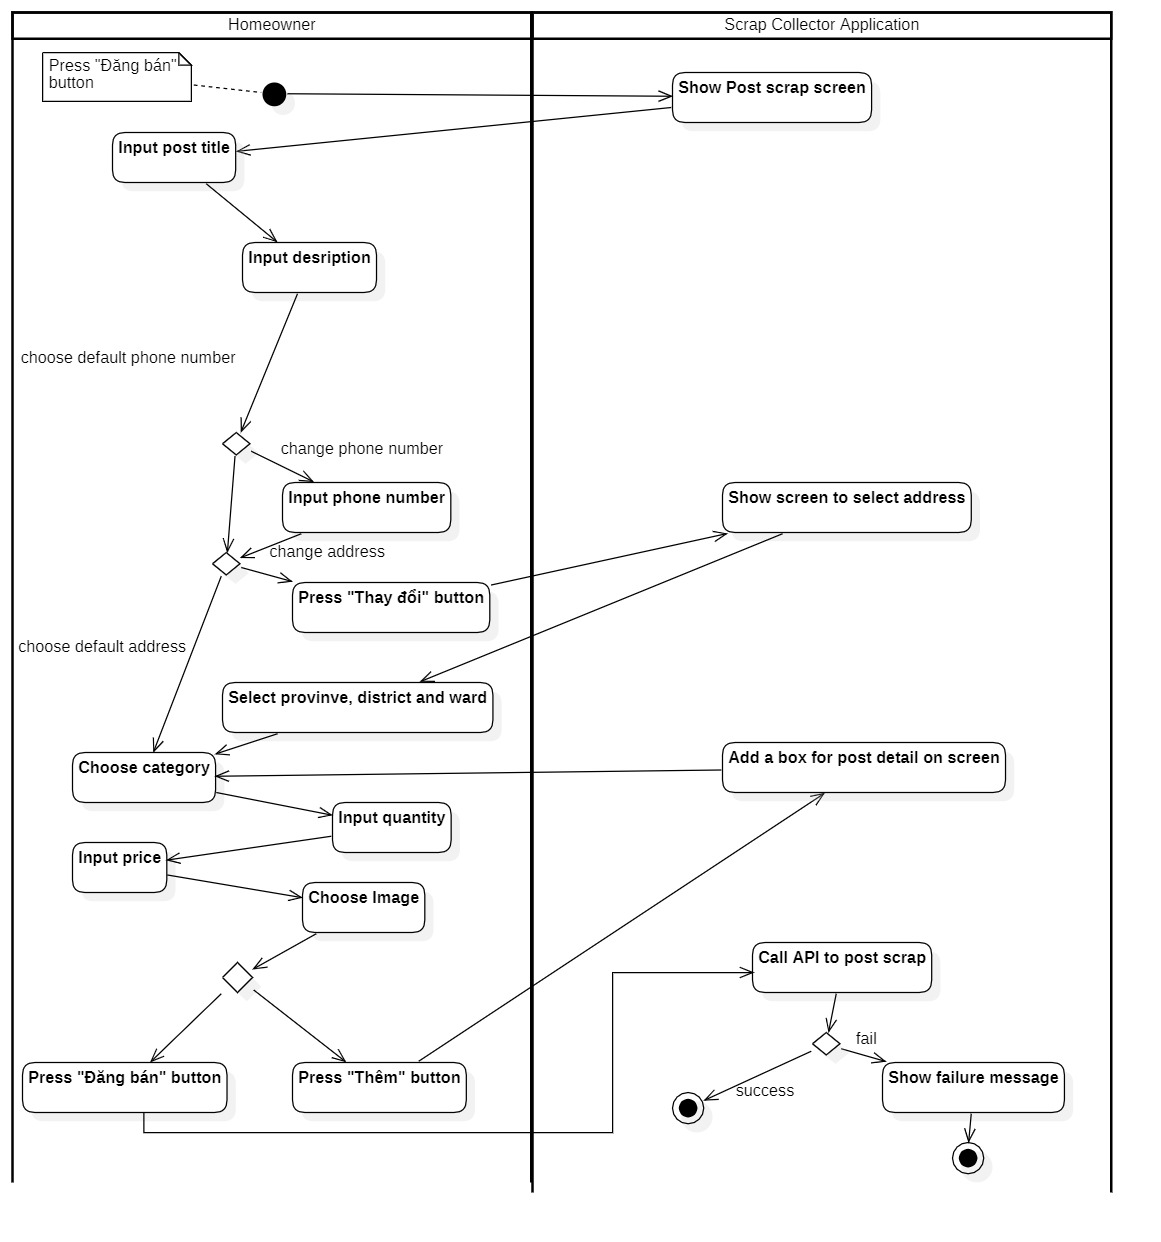 Homeowner
Scrap Collector Application
Press "Đăng bán"
button
Show Post scrap screen
Input post title
Input desription
choose default phone number
change phone number
Input phone number
Show screen to select address
change address
Press "Thay đổi" button
choose default address
Select provinve, district and ward
Choose category
Add a box for post detail on screen
Input quantity
Input price
Choose Image
Call API to post scrap
fail
Press "Đăng bán" button
Press "Thêm" button
Show failure message
success